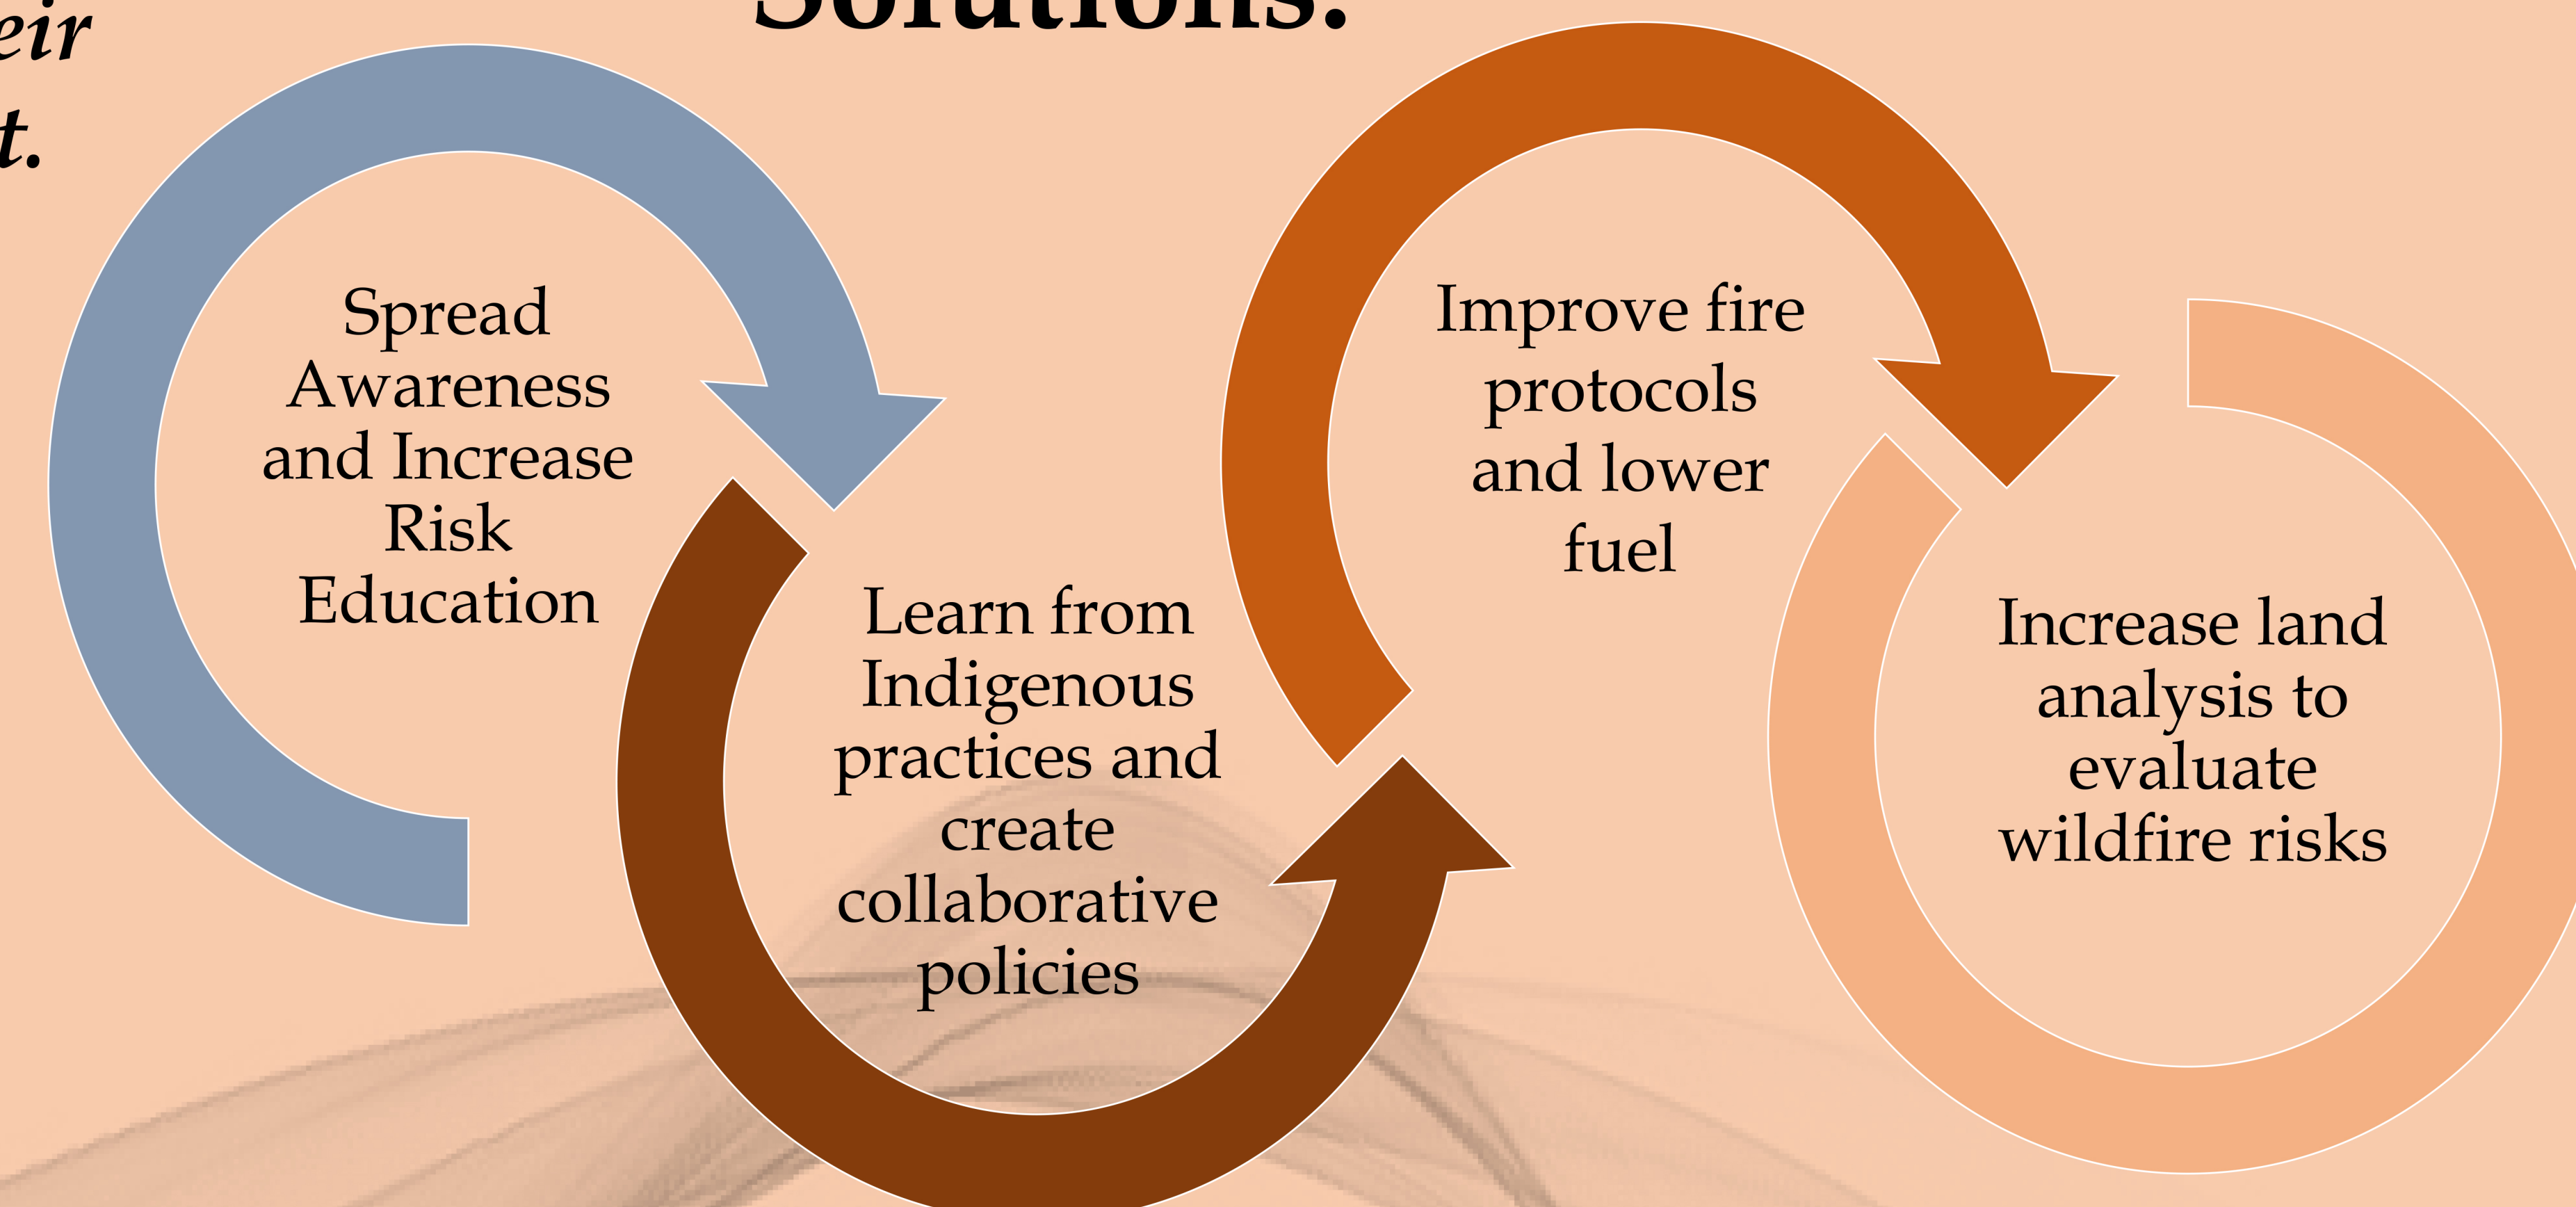 eir
t.
Solutions:
Spread
Awareness
and Increase
Risk
Education
Learn from
Indigenous
practices and
create
collaborative
policies
Improve fire
protocols
and lower
fuel
Increase land
analysis to
evaluate
wildfire risks